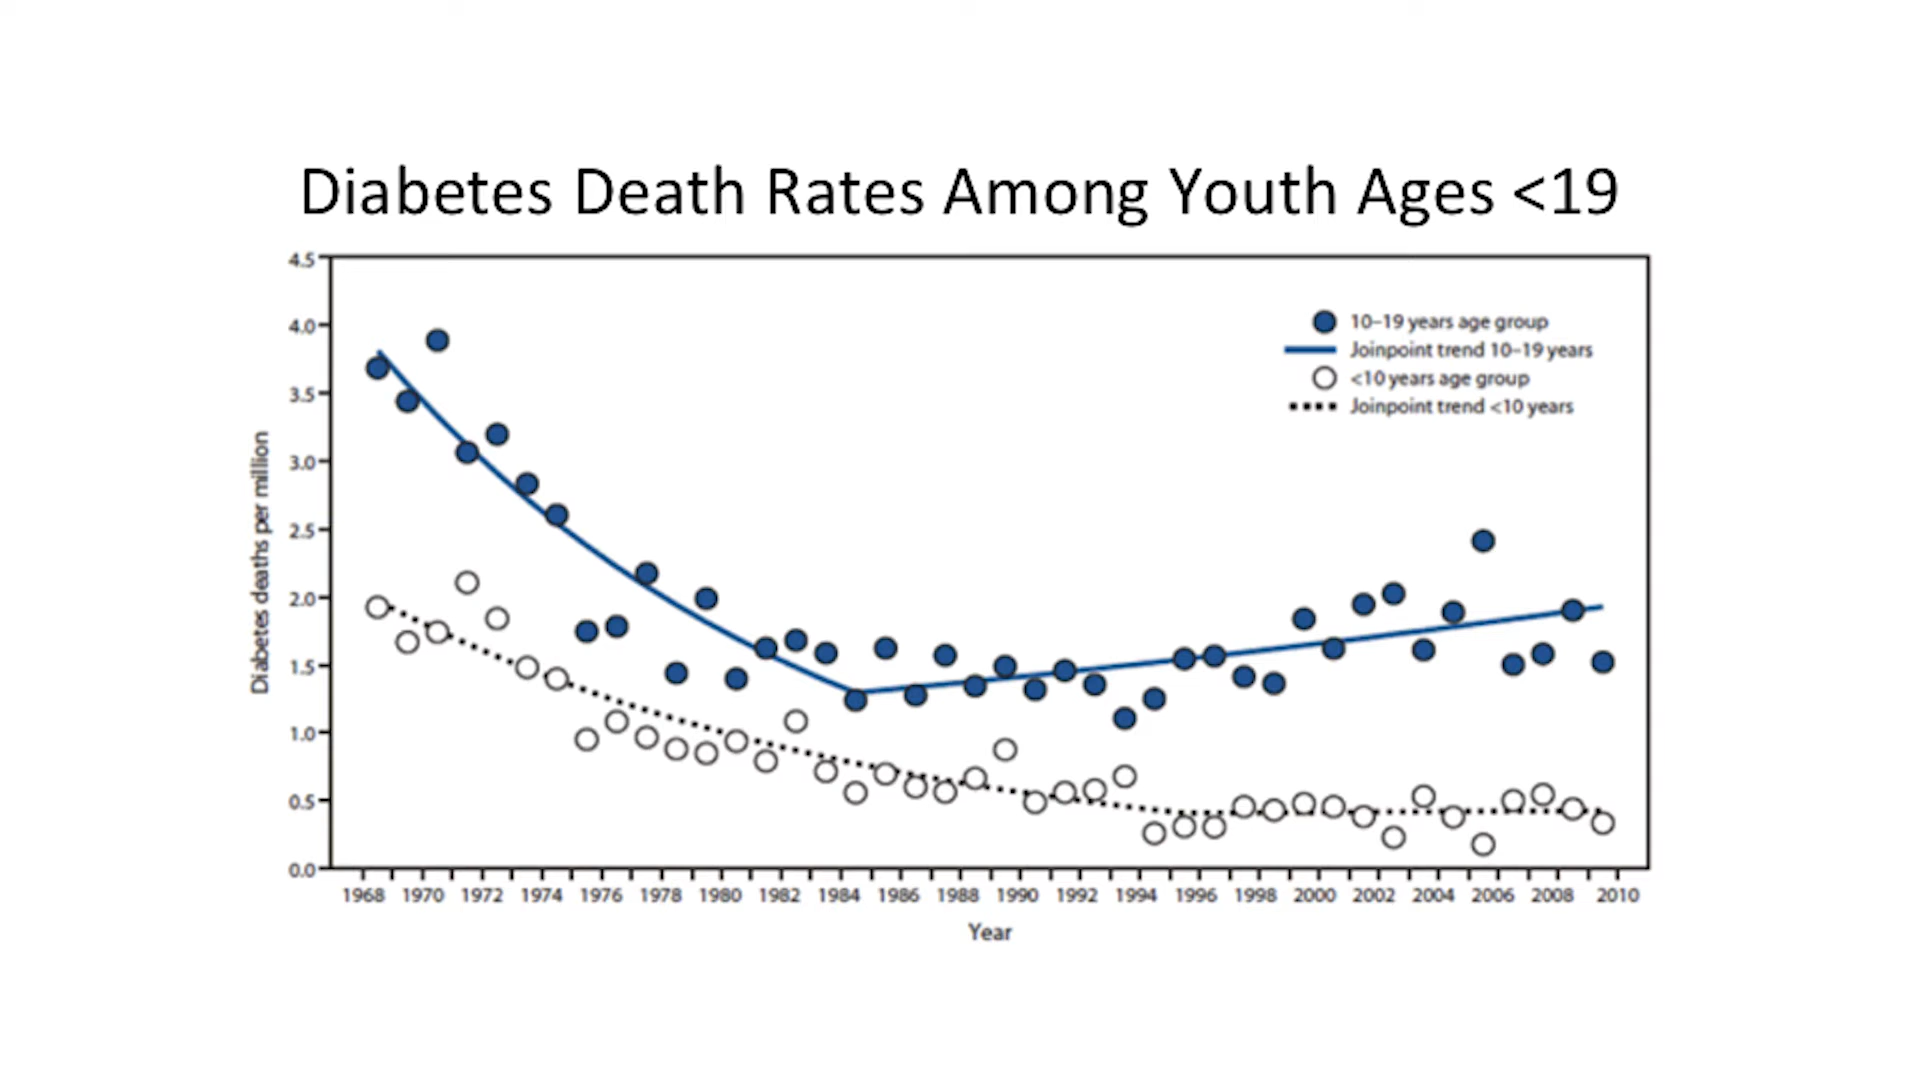 Diabetes Death Rates Among Youth Ages <19
4.5
4.0
3.5
3.0
2.5
2.0
1.5
1.0
0.5
0.0
Diabetes deaths per million
10–19 years age group
Joinpoint trend 10–19 years
<10 years age group
Joinpoint trend <10 years
1968 1970 1972 1974 1976 1978 1980 1982 1984 1986 1988 1990 1992 1994 1996 1998 2000 2002 2004 2006 2008 2010
Year